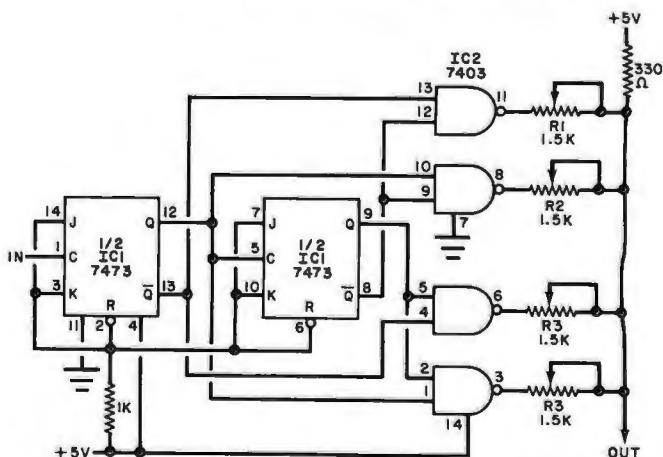 +5V
330
Ω
IC2
7403
13
12
11
R1
1.5K
10
9
8
7
R2
1.5K
14
J
Q
12
7
J
Q
9
IN
1
C
1/2
IC1
7473
5
C
1/2
IC1
7473
3
K
Q̅
13
10
K
Q̅
8
R
R
11
2
4
6
5
4
6
R3
1.5K
2
1
3
14
R3
1.5K
1K
+5V
OUT